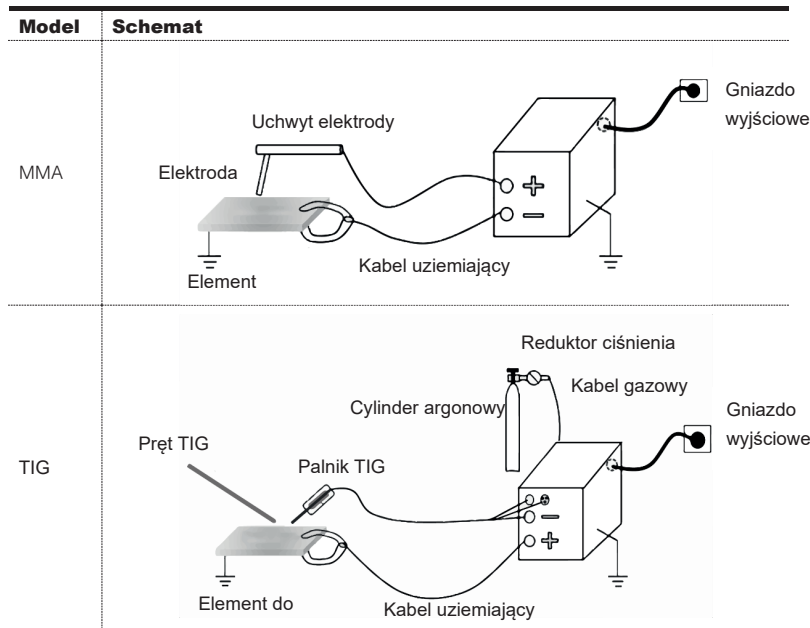 Model Schemat
MMA
Uchwyt elektrody
Elektroda
Gniazdo
wyjściowe
Kabel uziemiający
Element
TIG
Reduktor ciśnienia
Kabel gazowy
Cylinder argonowy
Gniazdo
wyjściowe
Pręt TIG
Palnik TIG
Element do
Kabel uziemiający